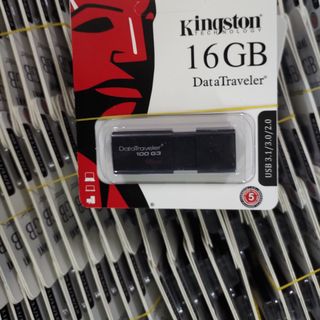 Kingston
TECHNOLOGY
16GB
DataTraveler®
DataTraveler®
100 G3
USB 3.1/3.0/2.0
5